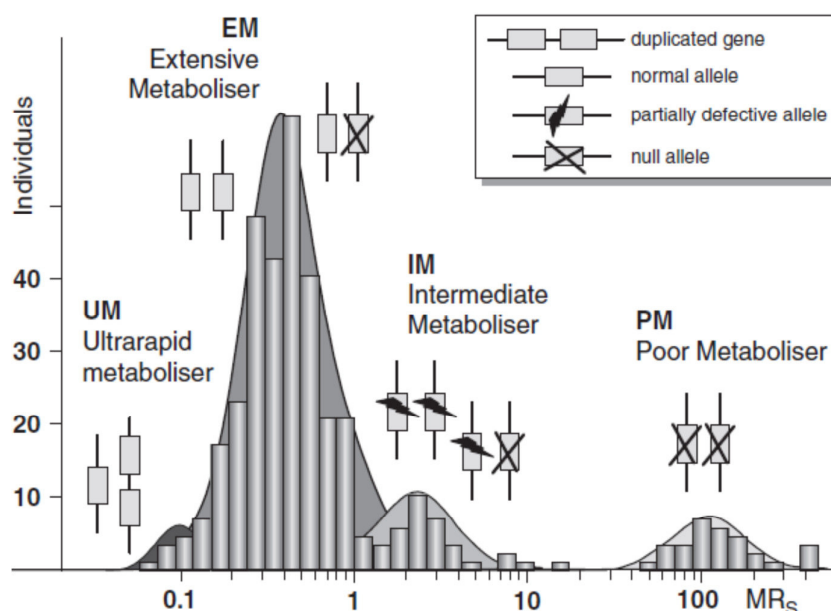 EM
Extensive
Metaboliser
duplicated gene
normal allele
partially defective allele
null allele
Individuals
40
30
20
10
UM
Ultrarapid
metaboliser
IM
Intermediate
Metaboliser
PM
Poor Metaboliser
0.1 1 10 100 MRS